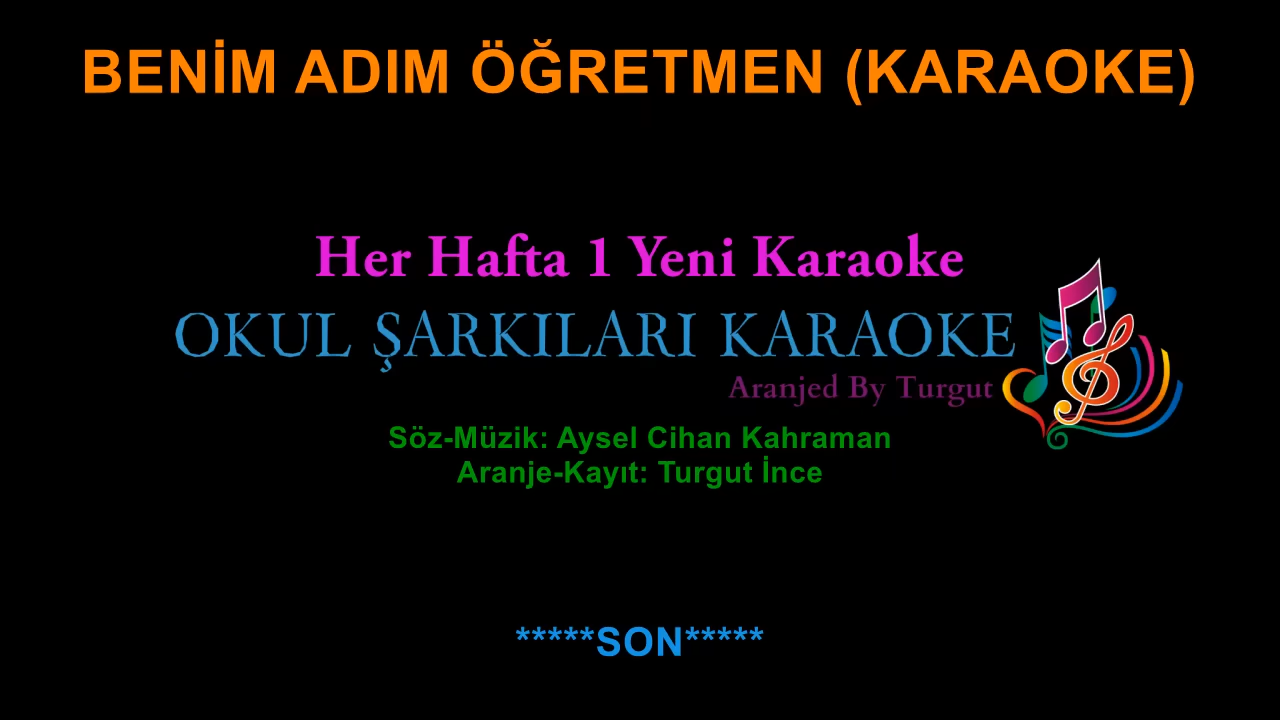 BENİM ADIM ÖĞRETMEN (KARAOKE)
Her Hafta 1 Yeni Karaoke
OKUL ŞARKILARI KARAOKE
Aranjed By Turgut
Söz-Müzik: Aysel Cihan Kahraman
Aranje-Kayıt: Turgut İnce
*****SON*****